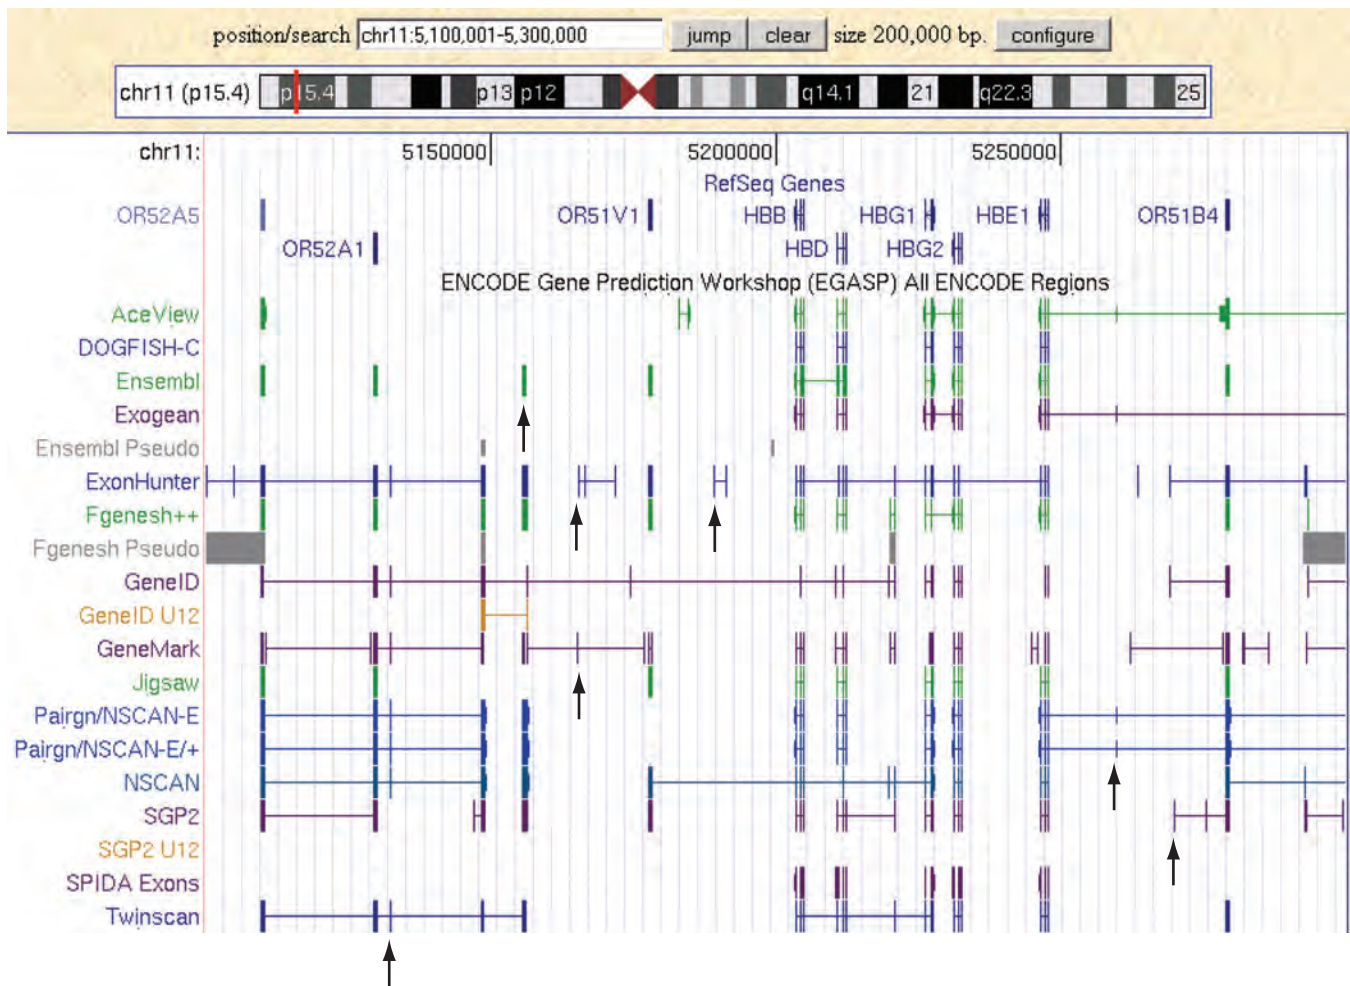 position/search chr11:5,100,001-5,300,000 jump clear size 200,000 bp. configure
chr11 (p15.4) p15.4 p13 p12 q14.1 21 q22.3 25
chr11: 5150000 5200000 5250000
RefSeq Genes
OR52A5 OR51V1 HBB HBG1 HBE1 OR51B4
OR52A1 HBD HBG2
ENCODE Gene Prediction Workshop (EGASP) All ENCODE Regions
AceView
DOGFISH-C
Ensembl
Exogean
Ensembl Pseudo
ExonHunter
Fgenesh++
Fgenesh Pseudo
GeneID
GeneID U12
GeneMark
Jigsaw
Pairgn/NSCAN-E
Pairgn/NSCAN-E/+
NSCAN
SGP2
SGP2 U12
SPIDA Exons
Twinscan